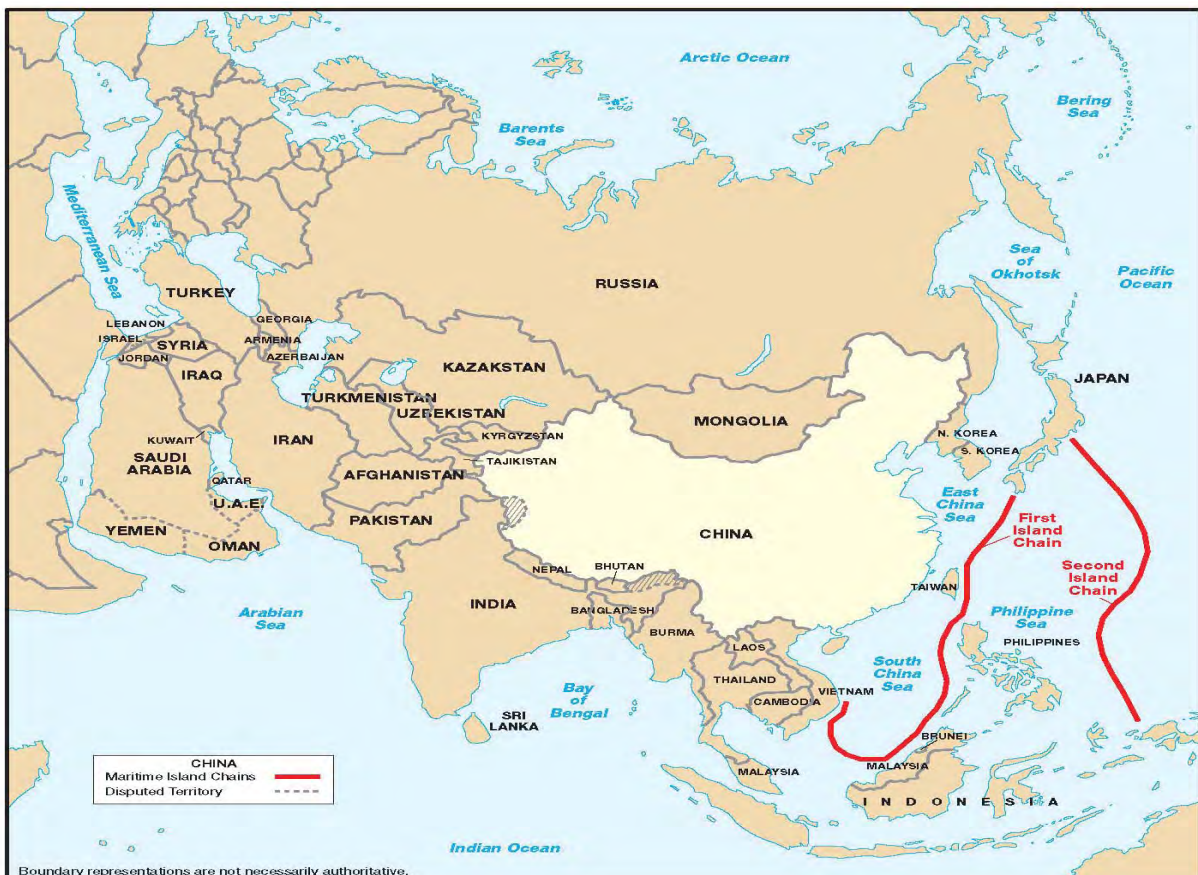 Arctic Ocean
Bering
Sea
Barents
Sea
Mediterranean Sea
Sea
of
Okhotsk
Pacific
Ocean
RUSSIA
TURKEY
GEORGIA
LEBANON
ISRAEL
SYRIA
ARMENIA
JORDAN
AZERBAIJAN
IRAQ
KAZAKSTAN
JAPAN
TURKMENISTAN
UZBEKISTAN
MONGOLIA
KUWAIT
IRAN
KYRGYZSTAN
N. KOREA
SAUDI
ARABIA
TAJIKISTAN
S. KOREA
AFGHANISTAN
QATAR
U.A.E.
East
China
Sea
PAKISTAN
YEMEN
OMAN
CHINA
First
Island
Chain
NEPAL
BHUTAN
Second
Island
Chain
TAIWAN
INDIA
BANGLADESH
Arabian
Sea
Philippine
Sea
BURMA
PHILIPPINES
LAOS
THAILAND
South
China
Sea
CAMBODIA
VIETNAM
Bay
of
Bengal
SRI
LANKA
BRUNEI
MALAYSIA
MALAYSIA
INDONESIA
CHINA
Maritime Island Chains
Disputed Territory
Indian Ocean
Boundary representations are not necessarily authoritative.